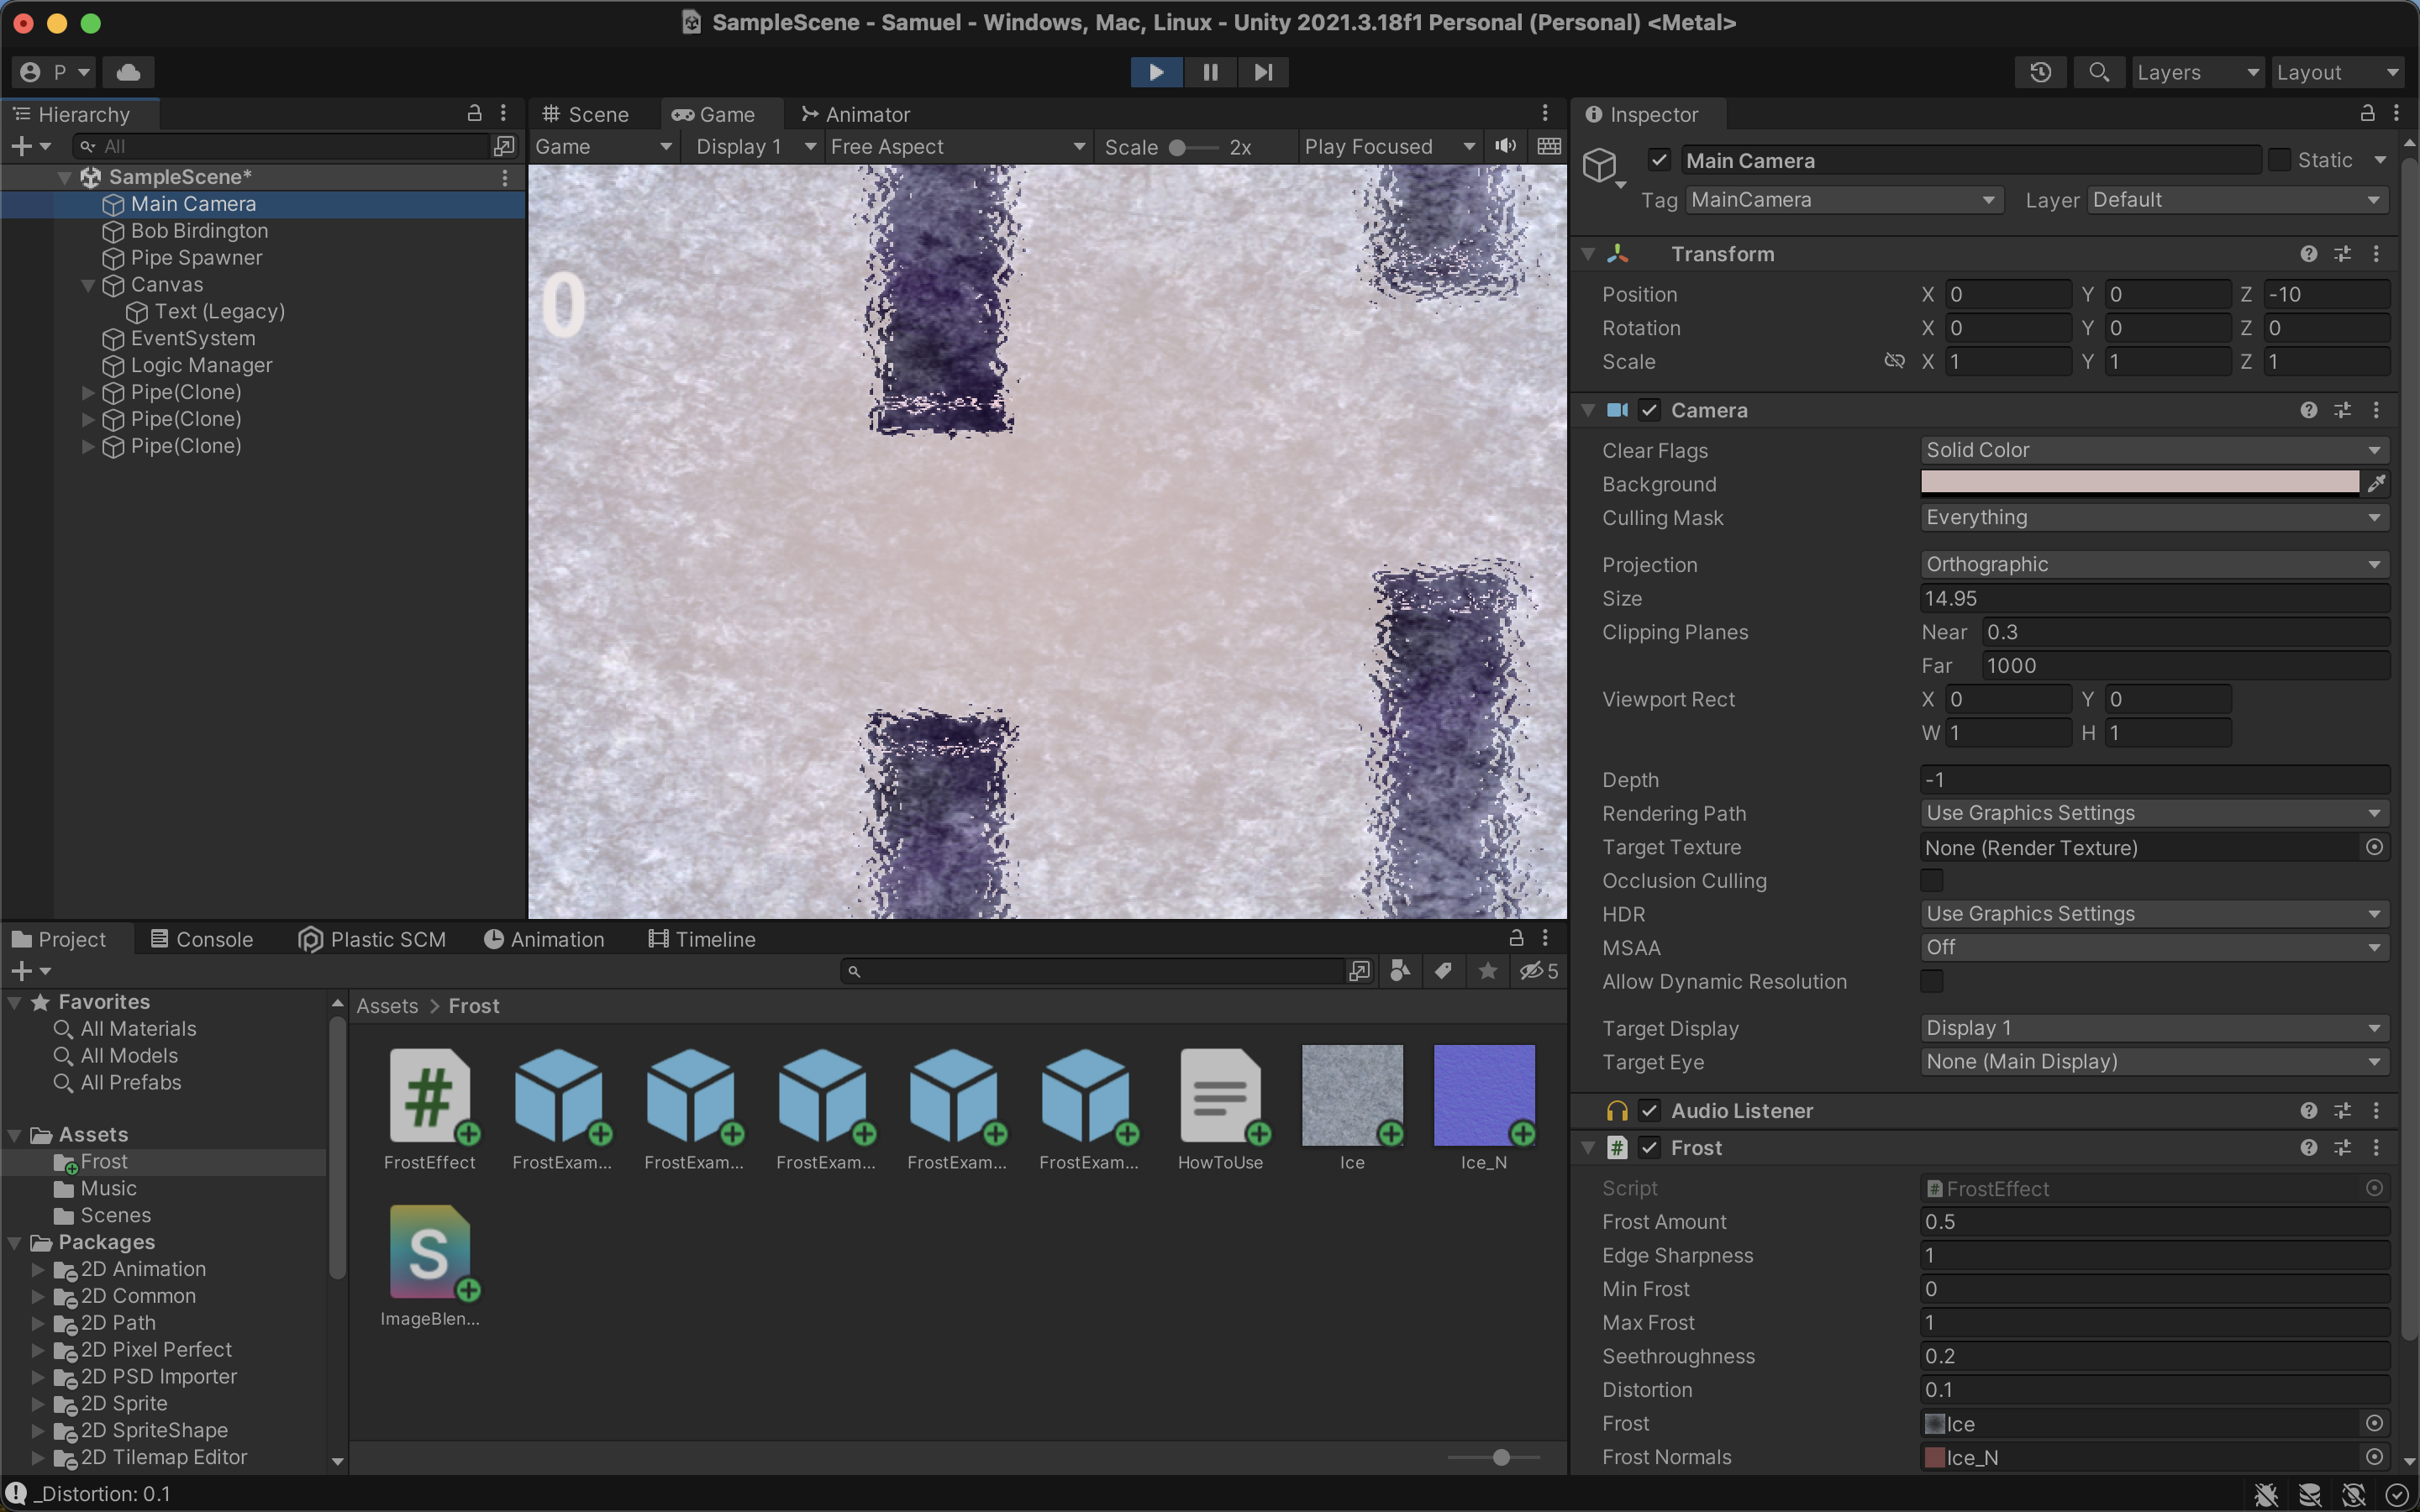 SampleScene - Samuel - Windows, Mac, Linux - Unity 2021.3.18f1 Personal (Personal) <Metal>
P
Layers
Layout
Hierarchy
All
SampleScene*
Main Camera
Bob Birdington
Pipe Spawner
Canvas
Text (Legacy)
EventSystem
Logic Manager
Pipe(Clone)
Pipe(Clone)
Pipe(Clone)
Scene Game Animator
Game Display 1 Free Aspect Scale 2x Play Focused
0
Inspector
Main Camera Static
Tag MainCamera Layer Default
Transform
Position X 0 Y 0 Z -10
Rotation X 0 Y 0 Z 0
Scale X 1 Y 1 Z 1
Camera
Clear Flags Solid Color
Background
Culling Mask Everything
Projection Orthographic
Size 14.95
Clipping Planes Near 0.3
Far 1000
Viewport Rect X 0 Y 0
W 1 H 1
Depth -1
Rendering Path Use Graphics Settings
Target Texture None (Render Texture)
Occlusion Culling
HDR Use Graphics Settings
MSAA Off
Allow Dynamic Resolution
Target Display Display 1
Target Eye None (Main Display)
Audio Listener
# Frost
Script # FrostEffect
Frost Amount 0.5
Edge Sharpness 1
Min Frost 0
Max Frost 1
Seethroughness 0.2
Distortion 0.1
Frost Ice
Frost Normals Ice_N
Project Console Plastic SCM Animation Timeline
5
Favorites
All Materials
All Models
All Prefabs
Assets
Frost
Music
Scenes
Packages
2D Animation
2D Common
2D Path
2D Pixel Perfect
2D PSD Importer
2D Sprite
2D SpriteShape
2D Tilemap Editor
Assets > Frost
#
FrostEffect FrostExam... FrostExam... FrostExam... FrostExam... FrostExam... HowToUse Ice Ice_N
S
ImageBlen...
_Distortion: 0.1